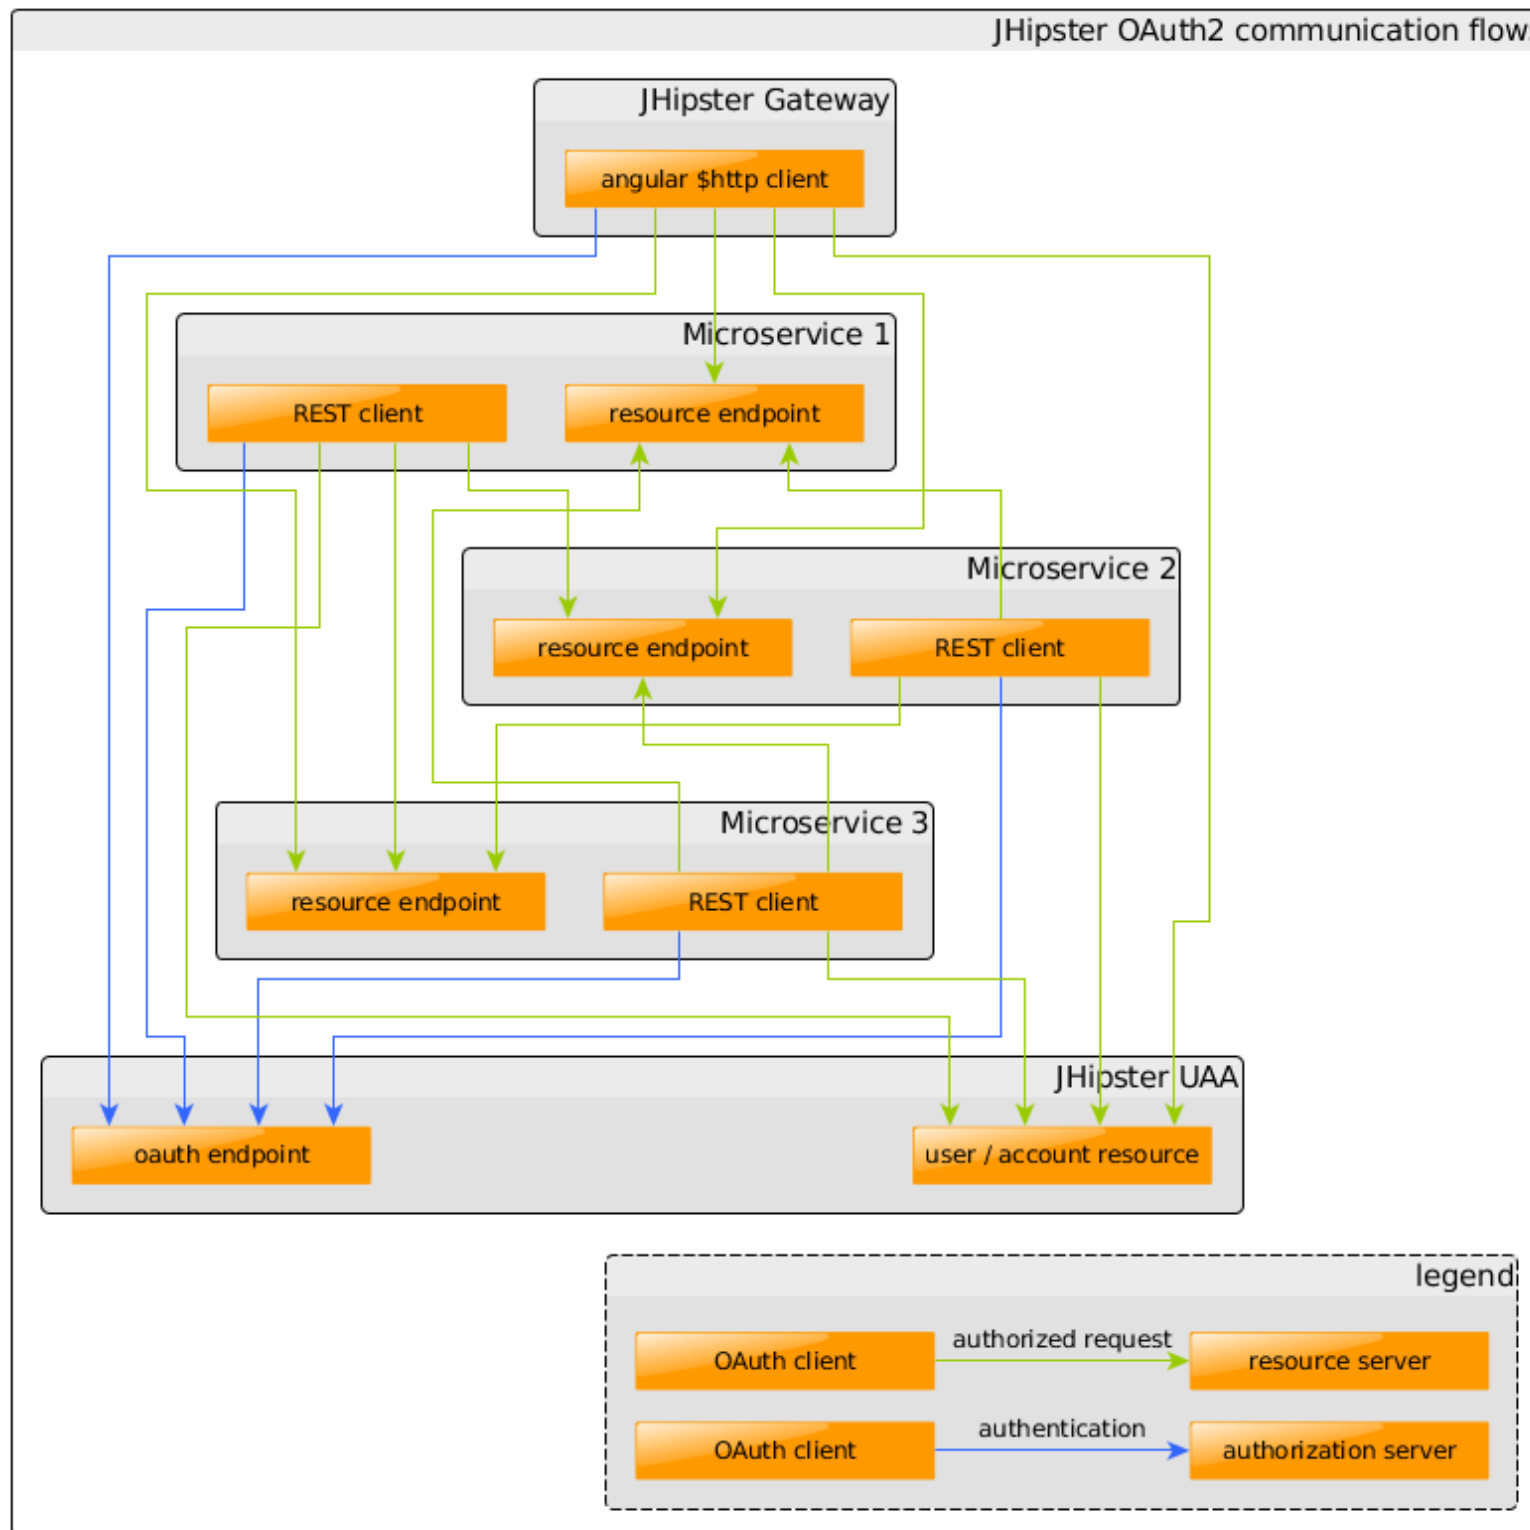 JHipster OAuth2 communication flow
JHipster Gateway
angular $http client
Microservice 1
REST client
resource endpoint
Microservice 2
resource endpoint
REST client
Microservice 3
resource endpoint
REST client
JHipster UAA
oauth endpoint
user / account resource
legend
OAuth client
authorized request
resource server
OAuth client
authentication
authorization server